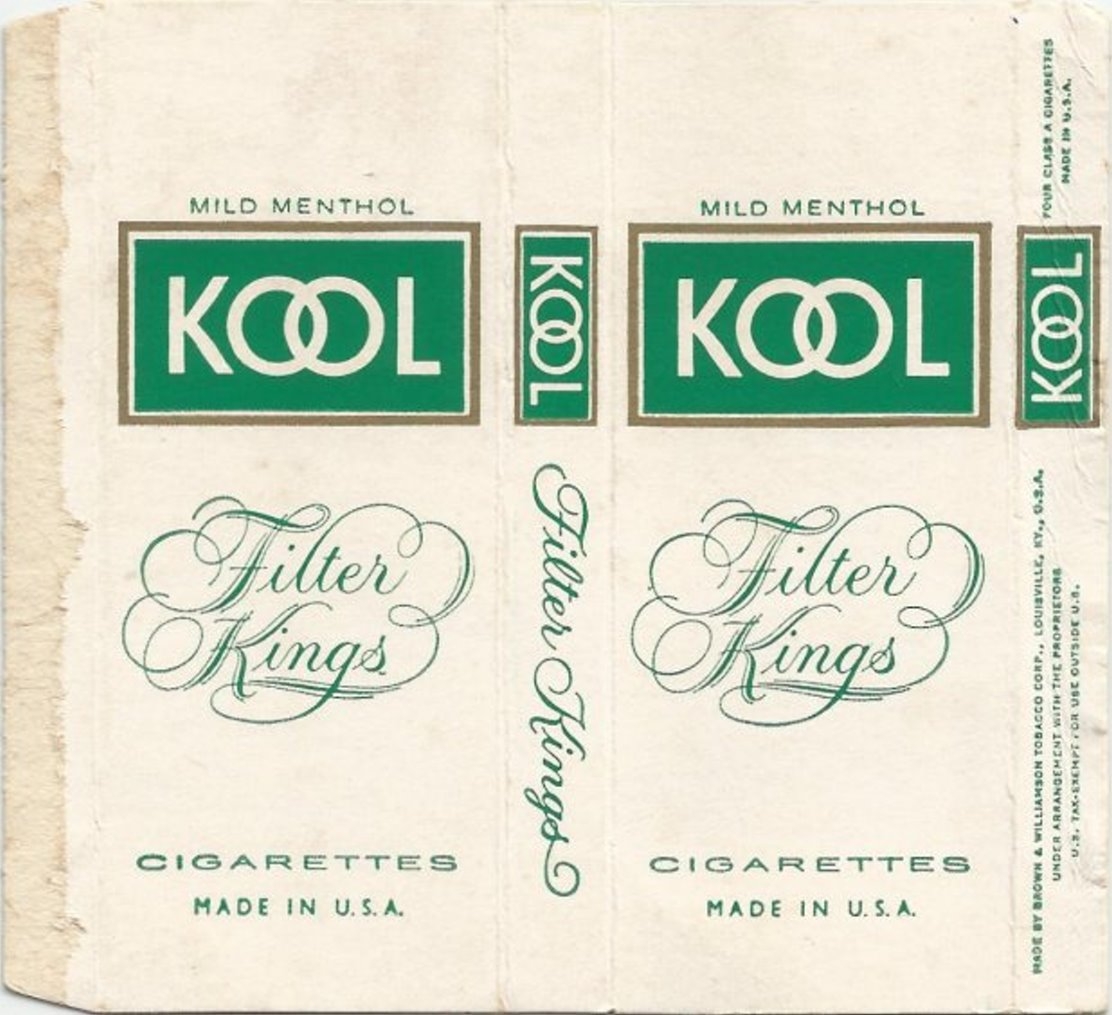 MILD MENTHOL
KOOL
Filter
Kings
CIGARETTES
MADE IN U.S.A.
KOOL
Filter Kings
MILD MENTHOL
KOOL
Filter
Kings
CIGARETTES
MADE IN U.S.A.
FOUR CLASS A CIGARETTES
MADE IN U.S.A.
KOOL
MADE BY BROWN & WILLIAMSON TOBACCO CORP., LOUISVILLE, KY., U.S.A.
UNDER ARRANGEMENT WITH THE PROPRIETORS
U.S. TAX-EXEMPT FOR USE OUTSIDE U.S.